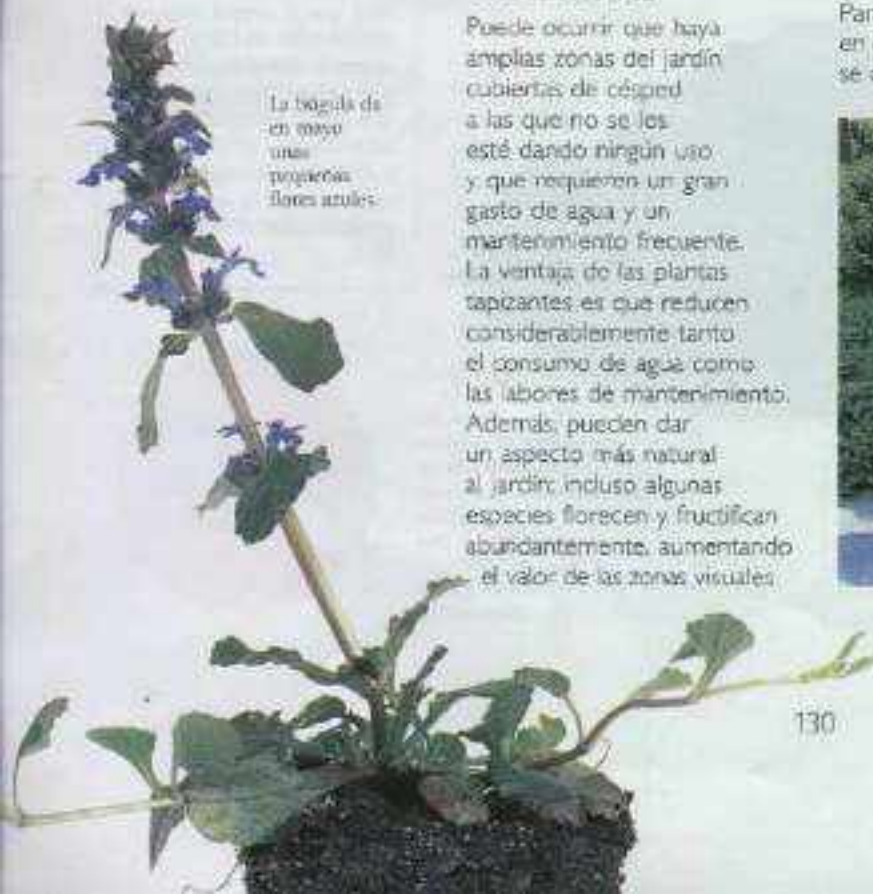 La búgula da
en mayo
unas
pequeñas
flores azules.
Puede ocurrir que haya
amplias zonas del jardín
cubiertas de césped
a las que no se les
esté dando ningún uso
y que requieren un gran
gasto de agua y un
mantenimiento frecuente.
La ventaja de las plantas
tapizantes es que reducen
considerablemente tanto
el consumo de agua como
las labores de mantenimiento.
Además, pueden dar
un aspecto más natural
al jardín; incluso algunas
especies florecen y fructifican
abundantemente, aumentando
el valor de las zonas visuales
Par
en
se
130